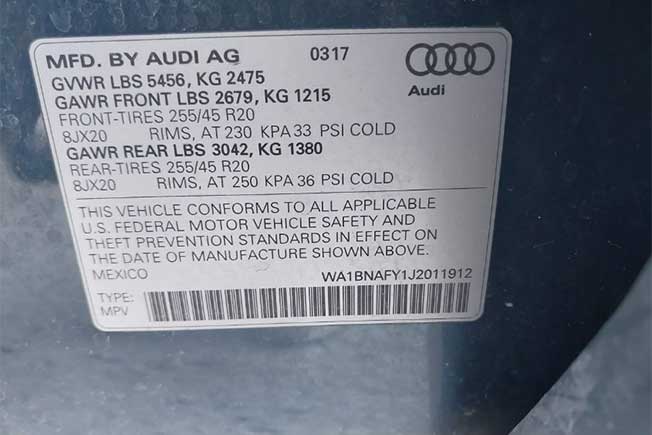 MFD. BY AUDI AG 0317
GVWR LBS 5456, KG 2475
GAWR FRONT LBS 2679, KG 1215
Audi
FRONT-TIRES 255/45 R20
8JX20 RIMS, AT 230 KPA 33 PSI COLD
GAWR REAR LBS 3042, KG 1380
REAR-TIRES 255/45 R20
8JX20 RIMS, AT 250 KPA 36 PSI COLD
THIS VEHICLE CONFORMS TO ALL APPLICABLE
U.S. FEDERAL MOTOR VEHICLE SAFETY AND
THEFT PREVENTION STANDARDS IN EFFECT ON
THE DATE OF MANUFACTURE SHOWN ABOVE.
MEXICO WA1BNAFY1J2011912
TYPE:
MPV